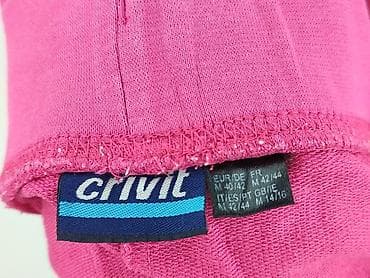 crivit
EUR/DE FR
M 40/42 M 42/44
IT/ES/PT GB/IE
M 42/44 M 14/16